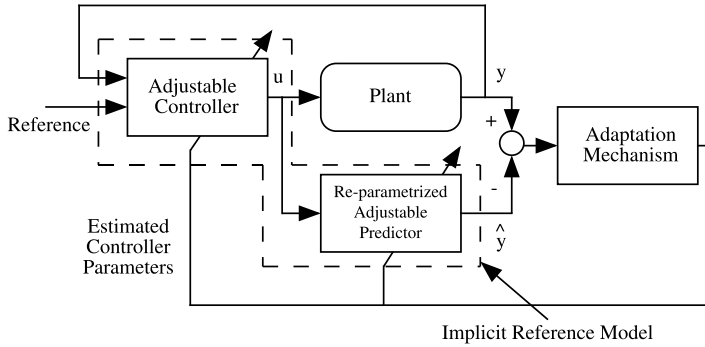 Adjustable
Controller
u
Plant
y
+
Reference
Adaptation
Mechanism
Re-parametrized
Adjustable
Predictor
-
ŷ
Estimated
Controller
Parameters
Implicit Reference Model